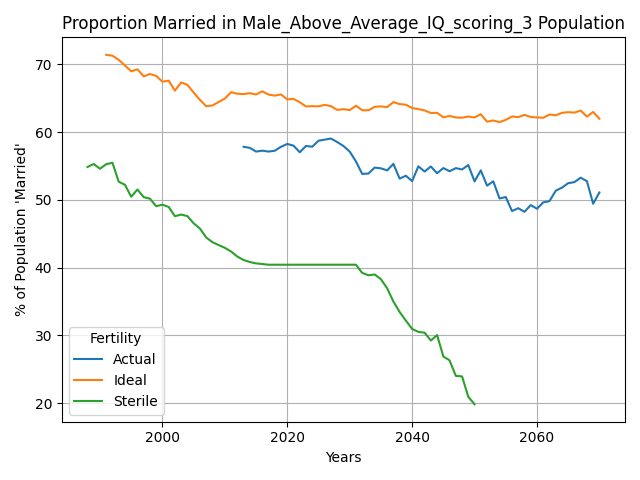 Proportion Married in Male_Above_Average_IQ_scoring_3 Population
% of Population 'Married'
70
60
50
40
30
20
Fertility
Actual
Ideal
Sterile
2000
2020
2040
2060
Years